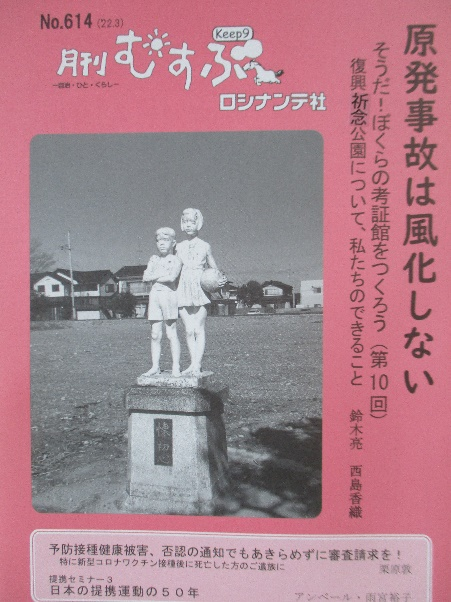 No.614 (22.3)
Keep9
月刊 むすぶ
ー自治・ひと・くらしー
ロシナンテ社
原発事故は風化しない
そうだ！ぼくらの考証館をつくろう（第10回）
復興祈念公園について、私たちのできること 鈴木亮 西島香織
予防接種健康被害、否認の通知でもあきらめずに審査請求を！
特に新型コロナワクチン接種後に死亡した方のご遺族に 栗原敦
提携セミナー３
日本の提携運動の５０年
アンベール・雨宮裕子